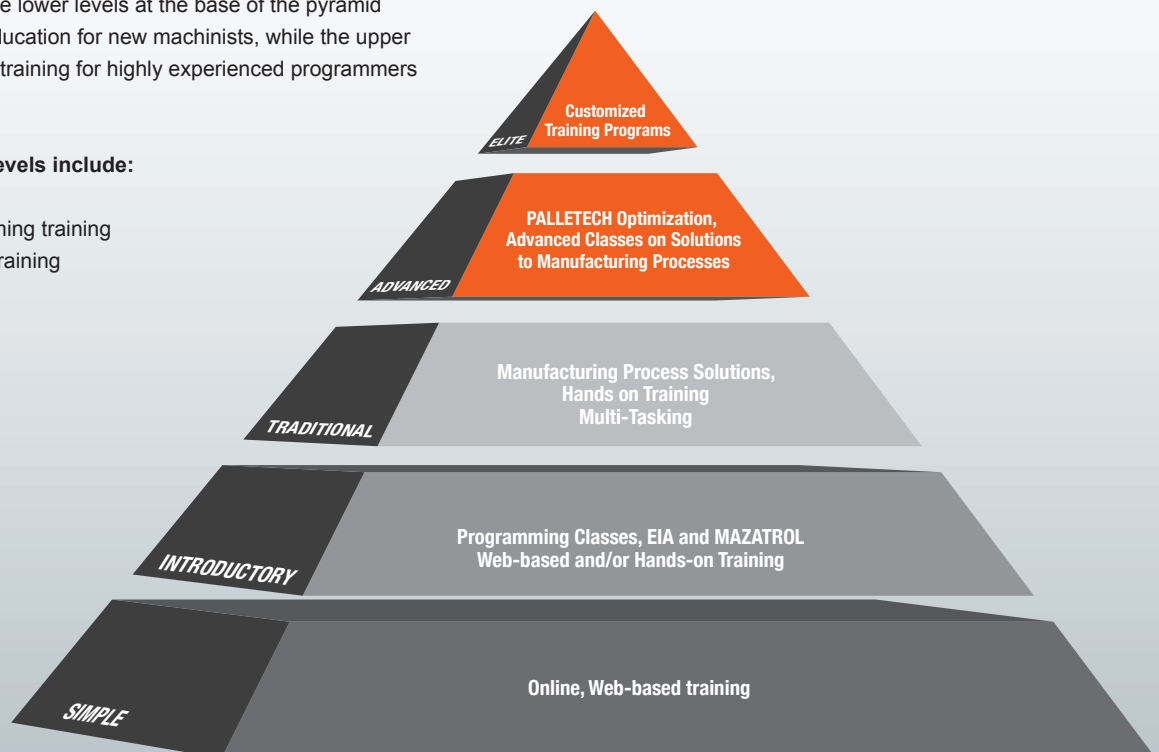 e lower levels at the base of the pyramid
ducation for new machinists, while the upper
training for highly experienced programmers
evels include:
ning training
raining
Customized
Training Programs
ELITE
PALLETECH Optimization,
Advanced Classes on Solutions
to Manufacturing Processes
ADVANCED
Manufacturing Process Solutions,
Hands on Training
Multi-Tasking
TRADITIONAL
Programming Classes, EIA and MAZATROL
Web-based and/or Hands-on Training
INTRODUCTORY
Online, Web-based training
SIMPLE